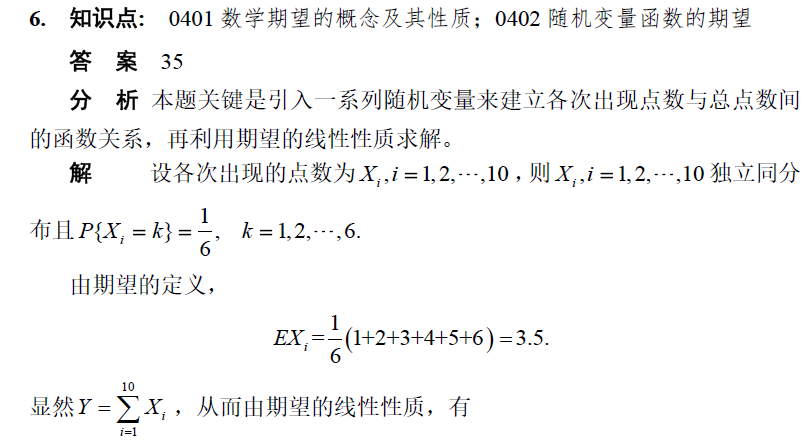 6. 知识点: 0401 数学期望的概念及其性质；0402 随机变量函数的期望
答 案 35
分 析 本题关键是引入一系列随机变量来建立各次出现点数与总点数间
的函数关系，再利用期望的线性性质求解。
解 设各次出现的点数为 X_i, i = 1, 2, ⋯, 10，则 X_i, i = 1, 2, ⋯, 10 独立同分
布且 P{X_i = k} = 1/6, k = 1, 2, ⋯, 6.
由期望的定义，
EX_i = 1/6 (1+2+3+4+5+6) = 3.5.
显然 Y = ∑_{i=1}^{10} X_i ，从而由期望的线性性质，有